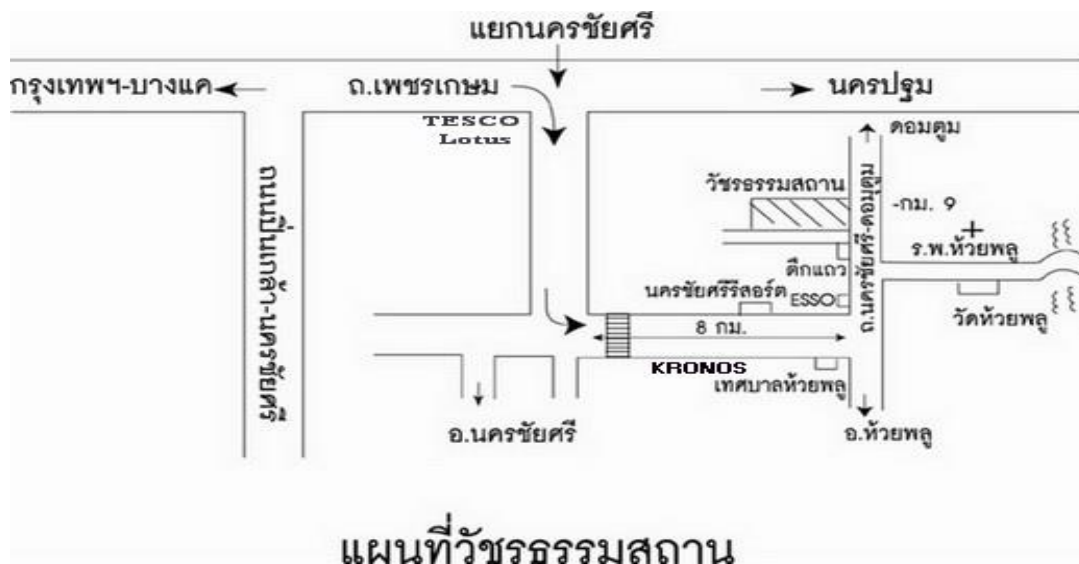 แยกนครชัยศรี
กรุงเทพฯ-บางแค
ถ.เพชรเกษม
นครปฐม
TESCO
Lotus
ดอมตูม
ถนนปิ่นเกล้า-นครชัยศรี
วัชรธรรมสถาน
ถ.นครชัยศรี-ดอมตูม
-กม. 9
ร.พ.ห้วยพลู
ตึกแถว
นครชัยศรีรีสอร์ต
ESSO
วัดห้วยพลู
8 กม.
KRONOS
เทศบาลห้วยพลู
อ.นครชัยศรี
อ.ห้วยพลู
แผนที่วัชรธรรมสถาน